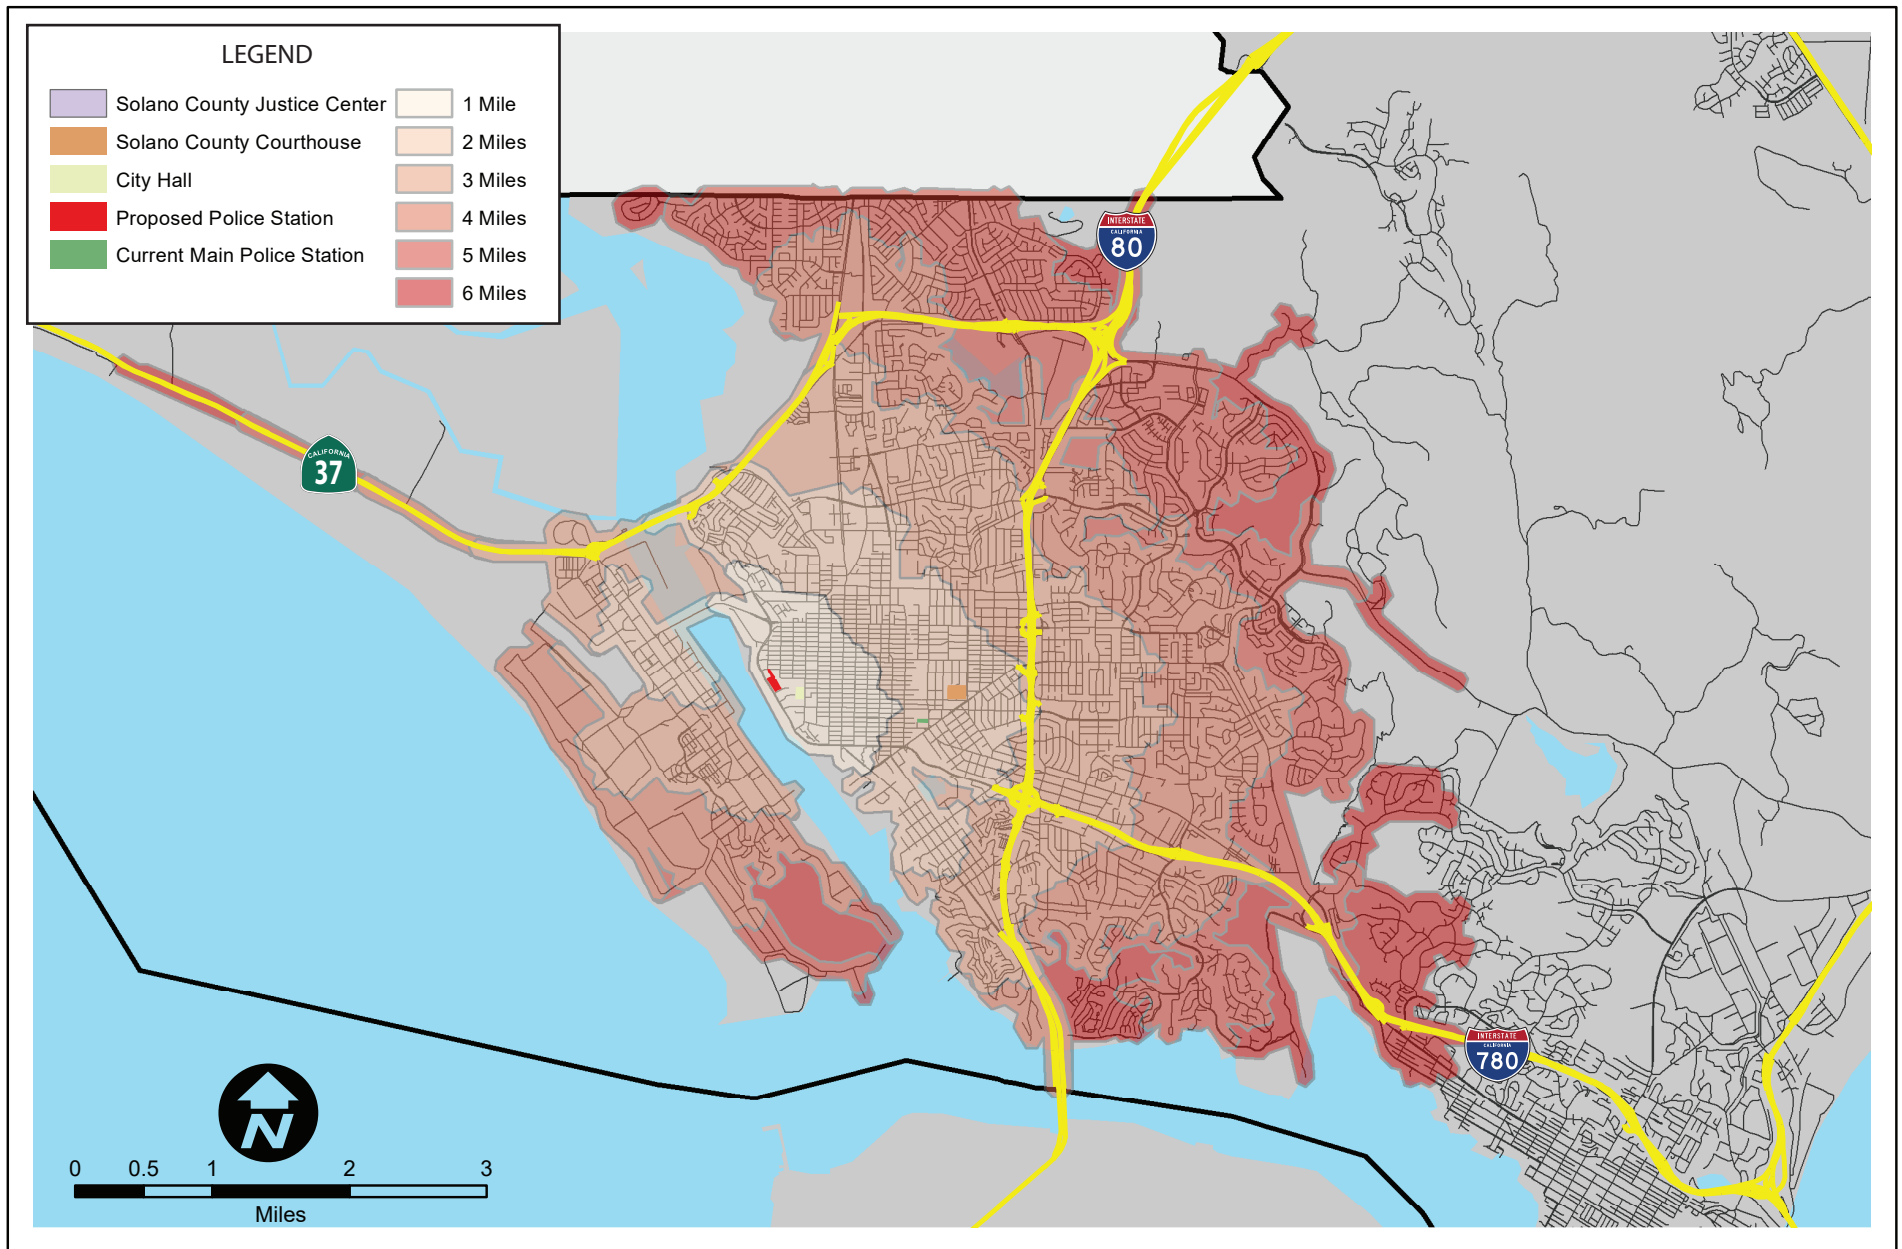 LEGEND
Solano County Justice Center
Solano County Courthouse
City Hall
Proposed Police Station
Current Main Police Station
1 Mile
2 Miles
3 Miles
4 Miles
5 Miles
6 Miles
INTERSTATE
CALIFORNIA
80
CALIFORNIA
37
INTERSTATE
CALIFORNIA
780
N
0 0.5 1 2 3
Miles